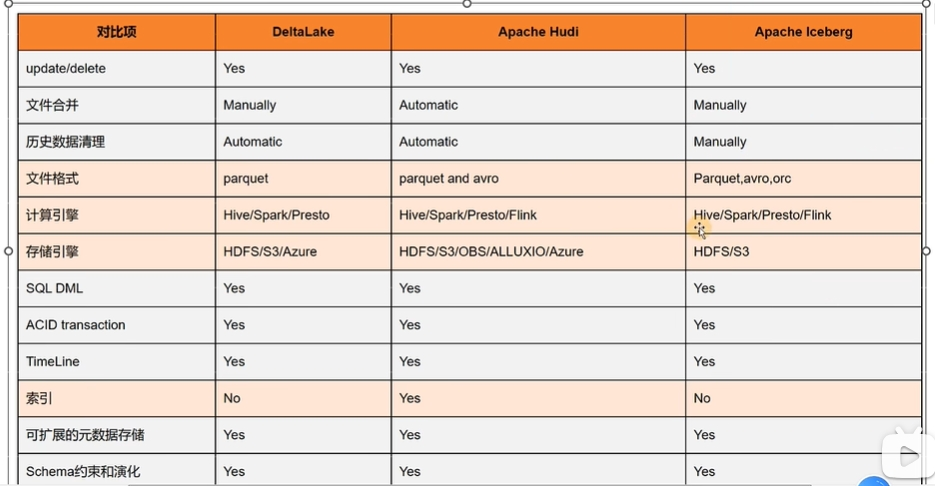 对比项 DeltaLake Apache Hudi Apache Iceberg
update/delete Yes Yes Yes
文件合并 Manually Automatic Manually
历史数据清理 Automatic Automatic Manually
文件格式 parquet parquet and avro Parquet,avro,orc
计算引擎 Hive/Spark/Presto Hive/Spark/Presto/Flink Hive/Spark/Presto/Flink
存储引擎 HDFS/S3/Azure HDFS/S3/OBS/ALLUXIO/Azure HDFS/S3
SQL DML Yes Yes Yes
ACID transaction Yes Yes Yes
TimeLine Yes Yes Yes
索引 No Yes No
可扩展的元数据存储 Yes Yes Yes
Schema约束和演化 Yes Yes Yes